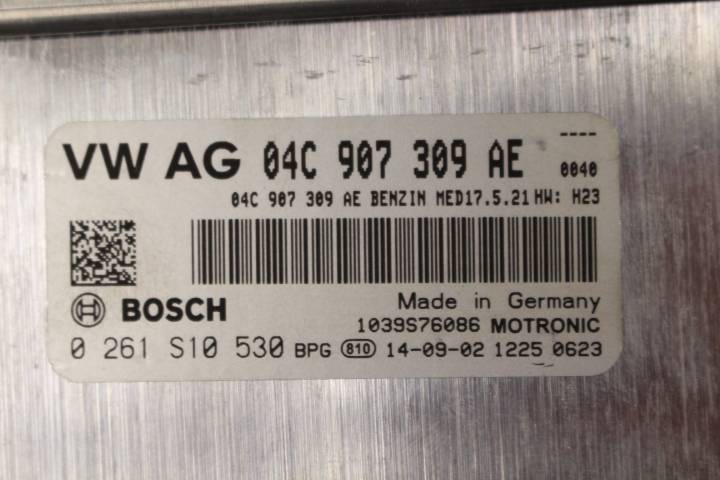 ----
VW AG 04C 907 309 AE 0040
04C 907 309 AE BENZIN MED17.5.21 HW: H23
BOSCH
Made in Germany
1039S76086 MOTRONIC
0 261 S10 530 BPG 810 14-09-02 1225 0623